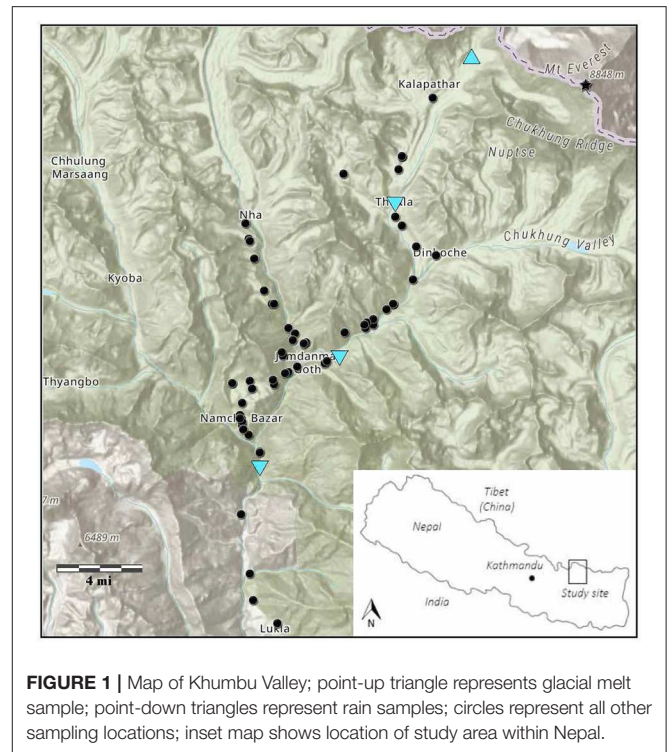 Mt Everest
8848 m
Kalapathar
Chukhung Ridge
Nuptse
Chhulung
Marsaang
Nha
Chukhung Valley
Dingboche
Kyoba
Goth
Thyangbo
Bazar
7 m
6489 m
4 mi
Lukla
Tibet
(China)
Nepal
Kathmandu
India
Study site
N
FIGURE 1 | Map of Khumbu Valley; point-up triangle represents glacial melt
sample; point-down triangles represent rain samples; circles represent all other
sampling locations; inset map shows location of study area within Nepal.